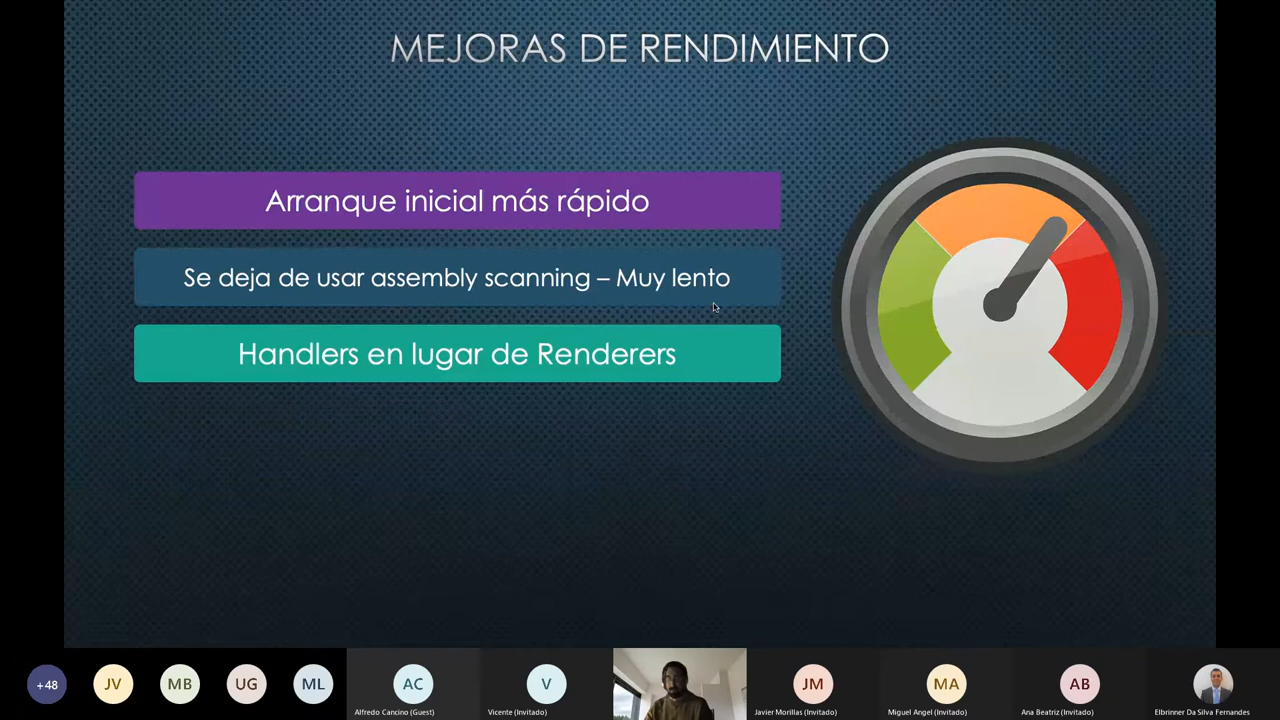 MEJORAS DE RENDIMIENTO
Arranque inicial más rápido
Se deja de usar assembly scanning – Muy lento
Handlers en lugar de Renderers
+48
JV
MB
UG
ML
AC
V
JM
MA
AB
Alfredo Cancino (Guest)
Vicente (Invitado)
Javier Morillas (Invitado)
Miguel Angel (Invitado)
Ana Beatriz (Invitado)
Elbrinner Da Silva Fernandes